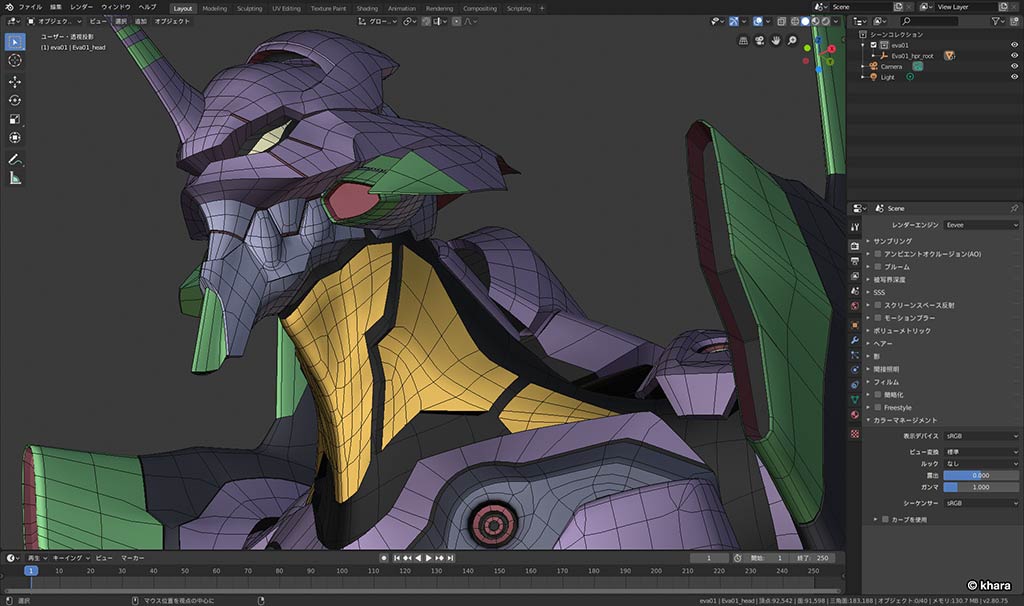 ファイル 編集 レンダー ウィンドウ ヘルプ Layout Modeling Sculpting UV Editing Texture Paint Shading Animation Rendering Compositing Scripting + Scene View Layer
オブジェク... ビュー 選択 追加 オブジェクト グロー...
ユーザー・透視投影
(1) eva01 | Eva01_head
シーンコレクション
eva01
Eva01_hpr_root
Camera
Light
Scene
レンダーエンジン Eevee
サンプリング
アンビエントオクルージョン(AO)
ブルーム
被写界深度
SSS
スクリーンスペース反射
モーションブラー
ボリューメトリック
ヘアー
影
間接照明
フィルム
簡略化
Freestyle
カラーマネージメント
表示デバイス sRGB
ビュー変換 標準
ルック なし
露出 0.000
ガンマ 1.000
シーケンサー sRGB
カーブを使用
再生 キーイング ビュー マーカー 1 開始: 1 終了: 250
1 10 20 30 40 50 60 70 80 90 100 110 120 130 140 150 160 170 180 190 200 210 220 230 240 250
© khara
選択 マウス位置を視点の中心に eva01 | Eva01_head | 頂点:92,542 | 面:91,598 | 三角面:183,188 | オブジェクト:0/40 | メモリ:130.7 MB | v2.80.75